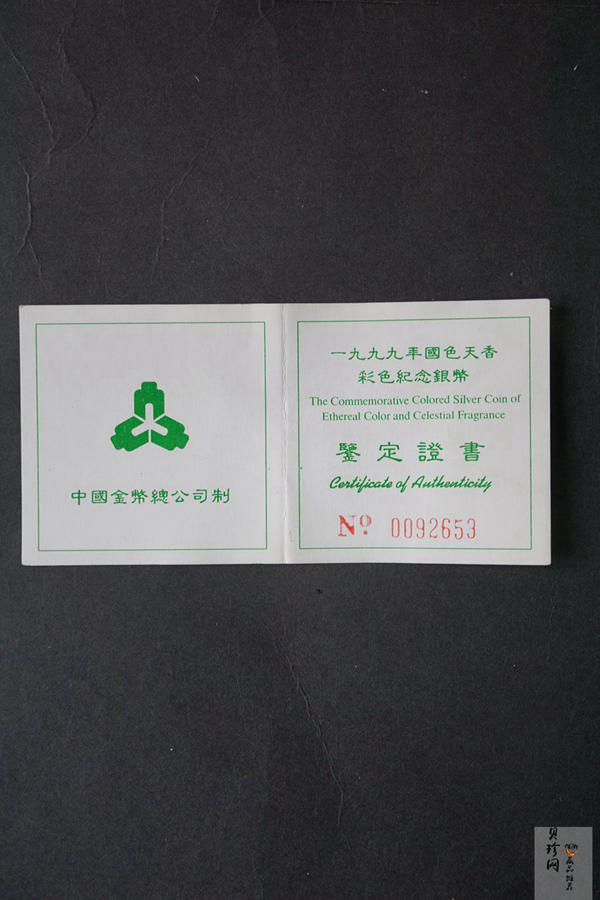 中國金幣總公司制
一九九九年國色天香
彩色紀念銀幣
The Commemorative Colored Silver Coin of
Ethereal Color and Celestial Fragrance
鑒定證書
Certificate of Authenticity
Nº 0092653
貝珍网